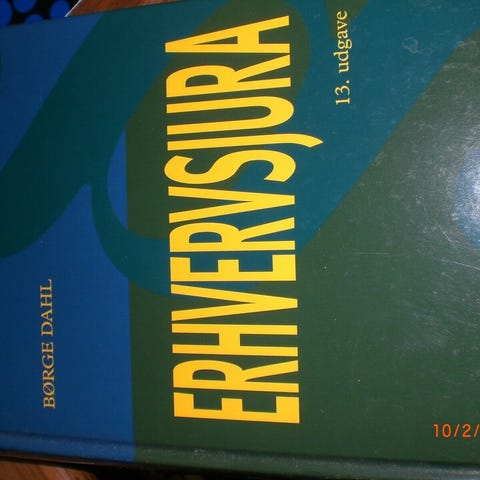 BØRGE DAHL
ERHVERVSJURA
13. udgave
10/2/